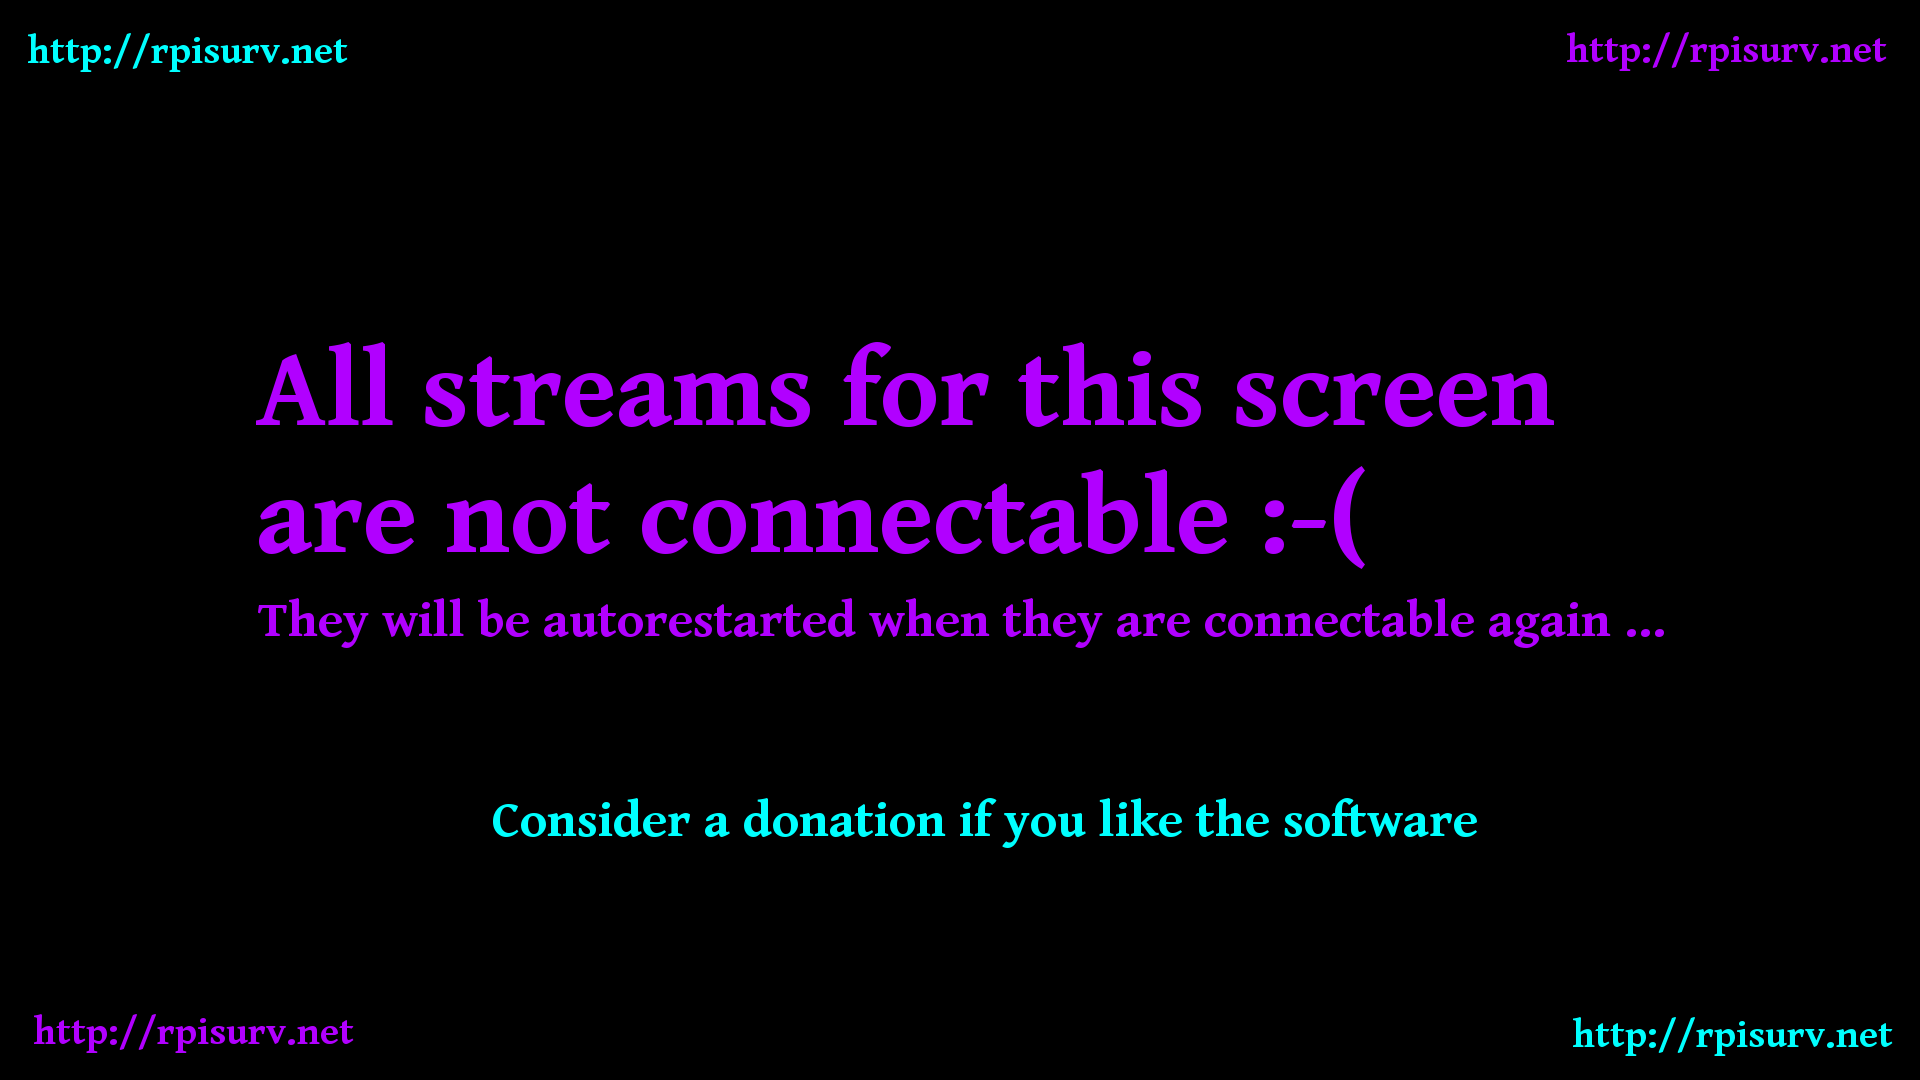 http://rpisurv.net
http://rpisurv.net
All streams for this screen
are not connectable :-(
They will be autorestarted when they are connectable again ...
Consider a donation if you like the software
http://rpisurv.net
http://rpisurv.net